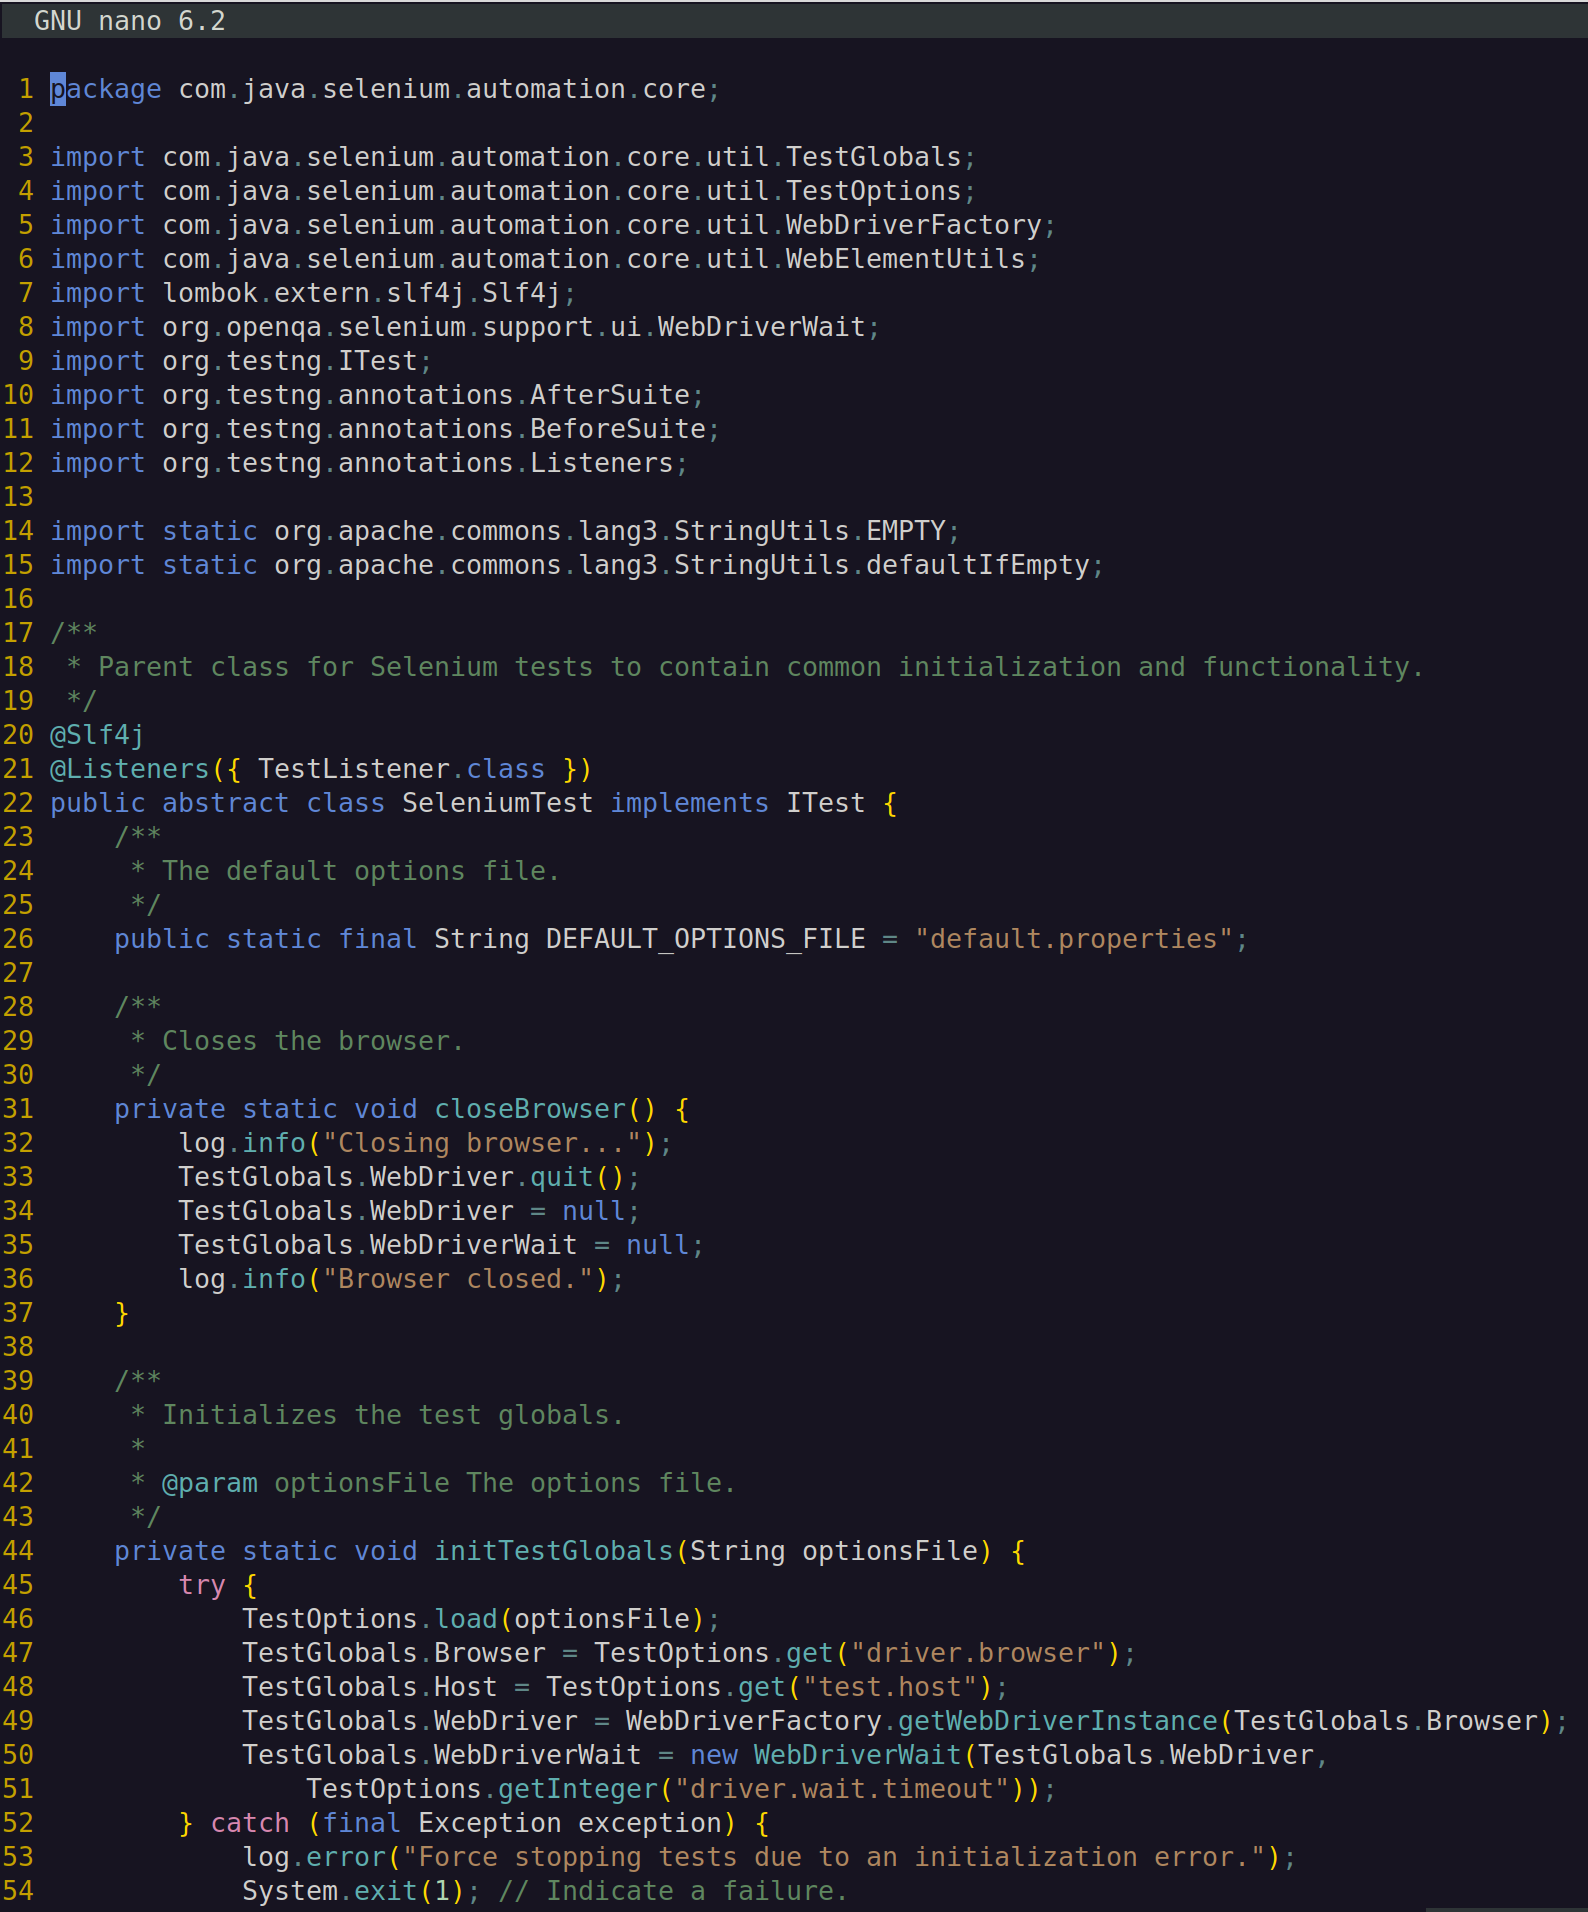 GNU nano 6.2
1 package com.java.selenium.automation.core;
2
3 import com.java.selenium.automation.core.util.TestGlobals;
4 import com.java.selenium.automation.core.util.TestOptions;
5 import com.java.selenium.automation.core.util.WebDriverFactory;
6 import com.java.selenium.automation.core.util.WebElementUtils;
7 import lombok.extern.slf4j.Slf4j;
8 import org.openqa.selenium.support.ui.WebDriverWait;
9 import org.testng.ITest;
10 import org.testng.annotations.AfterSuite;
11 import org.testng.annotations.BeforeSuite;
12 import org.testng.annotations.Listeners;
13
14 import static org.apache.commons.lang3.StringUtils.EMPTY;
15 import static org.apache.commons.lang3.StringUtils.defaultIfEmpty;
16
17 /**
18  * Parent class for Selenium tests to contain common initialization and functionality.
19  */
20 @Slf4j
21 @Listeners({ TestListener.class })
22 public abstract class SeleniumTest implements ITest {
23     /**
24      * The default options file.
25      */
26     public static final String DEFAULT_OPTIONS_FILE = "default.properties";
27
28     /**
29      * Closes the browser.
30      */
31     private static void closeBrowser() {
32         log.info("Closing browser...");
33         TestGlobals.WebDriver.quit();
34         TestGlobals.WebDriver = null;
35         TestGlobals.WebDriverWait = null;
36         log.info("Browser closed.");
37     }
38
39     /**
40      * Initializes the test globals.
41      *
42      * @param optionsFile The options file.
43      */
44     private static void initTestGlobals(String optionsFile) {
45         try {
46             TestOptions.load(optionsFile);
47             TestGlobals.Browser = TestOptions.get("driver.browser");
48             TestGlobals.Host = TestOptions.get("test.host");
49             TestGlobals.WebDriver = WebDriverFactory.getWebDriverInstance(TestGlobals.Browser);
50             TestGlobals.WebDriverWait = new WebDriverWait(TestGlobals.WebDriver,
51                 TestOptions.getInteger("driver.wait.timeout"));
52         } catch (final Exception exception) {
53             log.error("Force stopping tests due to an initialization error.");
54             System.exit(1); // Indicate a failure.